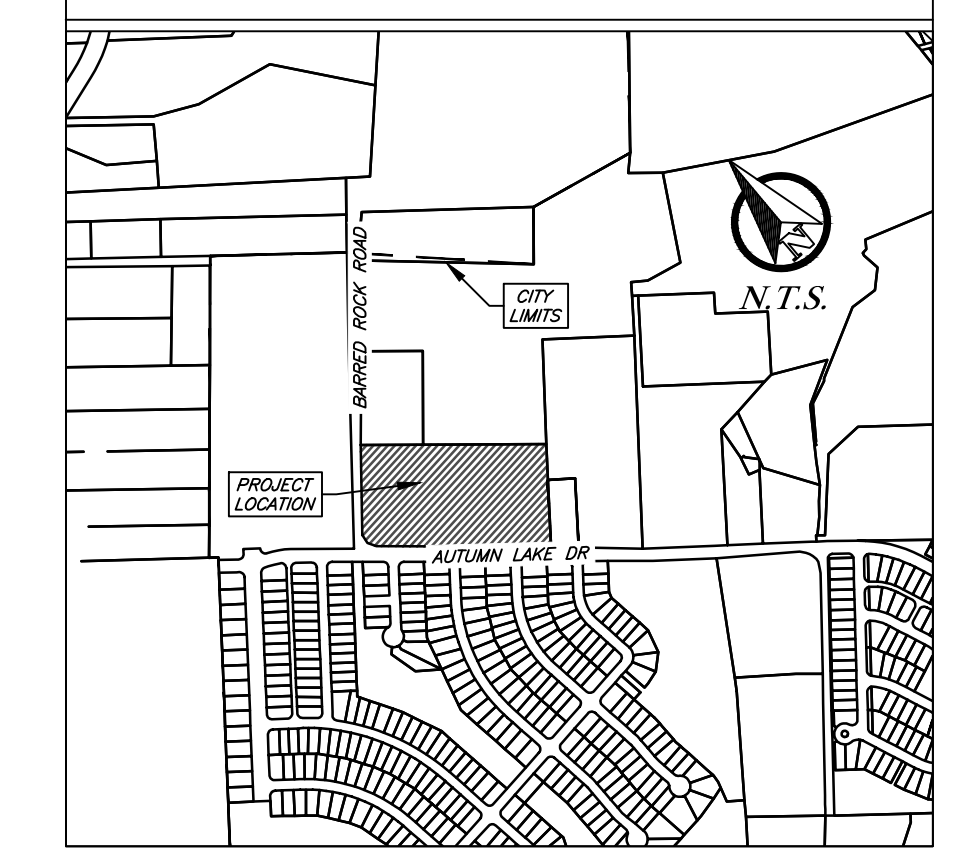 BARRED ROCK ROAD
N
N.T.S.
CITY
LIMITS
PROJECT
LOCATION
AUTUMN LAKE DR